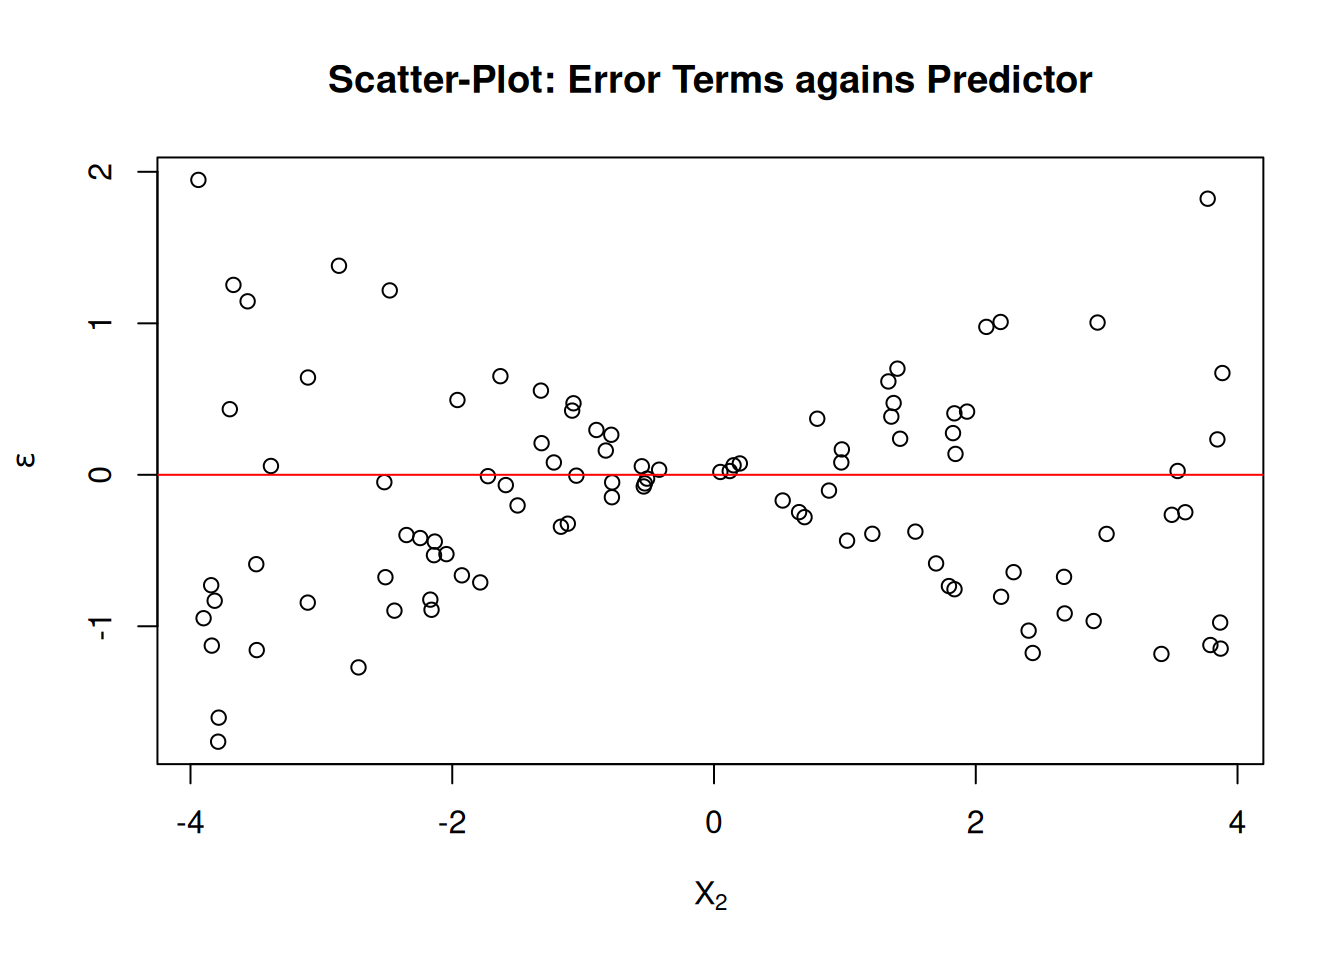 Scatter-Plot: Error Terms agains Predictor
2
1
0
-1
ε
-4 -2 0 2 4
X₂